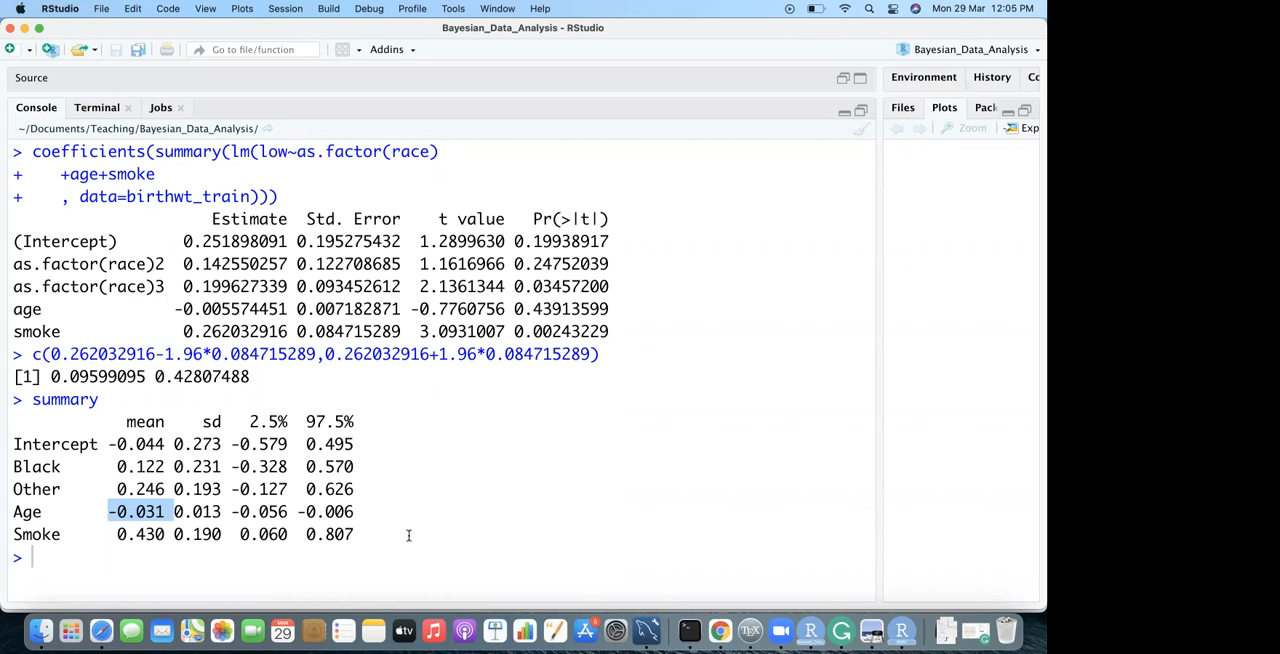 RStudio File Edit Code View Plots Session Build Debug Profile Tools Window Help Mon 29 Mar 12:05 PM
Bayesian_Data_Analysis - RStudio
Go to file/function Addins Bayesian_Data_Analysis
Source Environment History Co
Console Terminal Jobs Files Plots Pack
~/Documents/Teaching/Bayesian_Data_Analysis/ Zoom Exp
> coefficients(summary(lm(low~as.factor(race)
+ +age+smoke
+ , data=birthwt_train)))
Estimate Std. Error t value Pr(>|t|)
(Intercept) 0.251898091 0.195275432 1.2899630 0.19938917
as.factor(race)2 0.142550257 0.122708685 1.1616966 0.24752039
as.factor(race)3 0.199627339 0.093452612 2.1361344 0.03457200
age -0.005574451 0.007182871 -0.7760756 0.43913599
smoke 0.262032916 0.084715289 3.0931007 0.00243229
> c(0.262032916-1.96*0.084715289,0.262032916+1.96*0.084715289)
[1] 0.09599095 0.42807488
> summary
mean sd 2.5% 97.5%
Intercept -0.044 0.273 -0.579 0.495
Black 0.122 0.231 -0.328 0.570
Other 0.246 0.193 -0.127 0.626
Age -0.031 0.013 -0.056 -0.006
Smoke 0.430 0.190 0.060 0.807
>